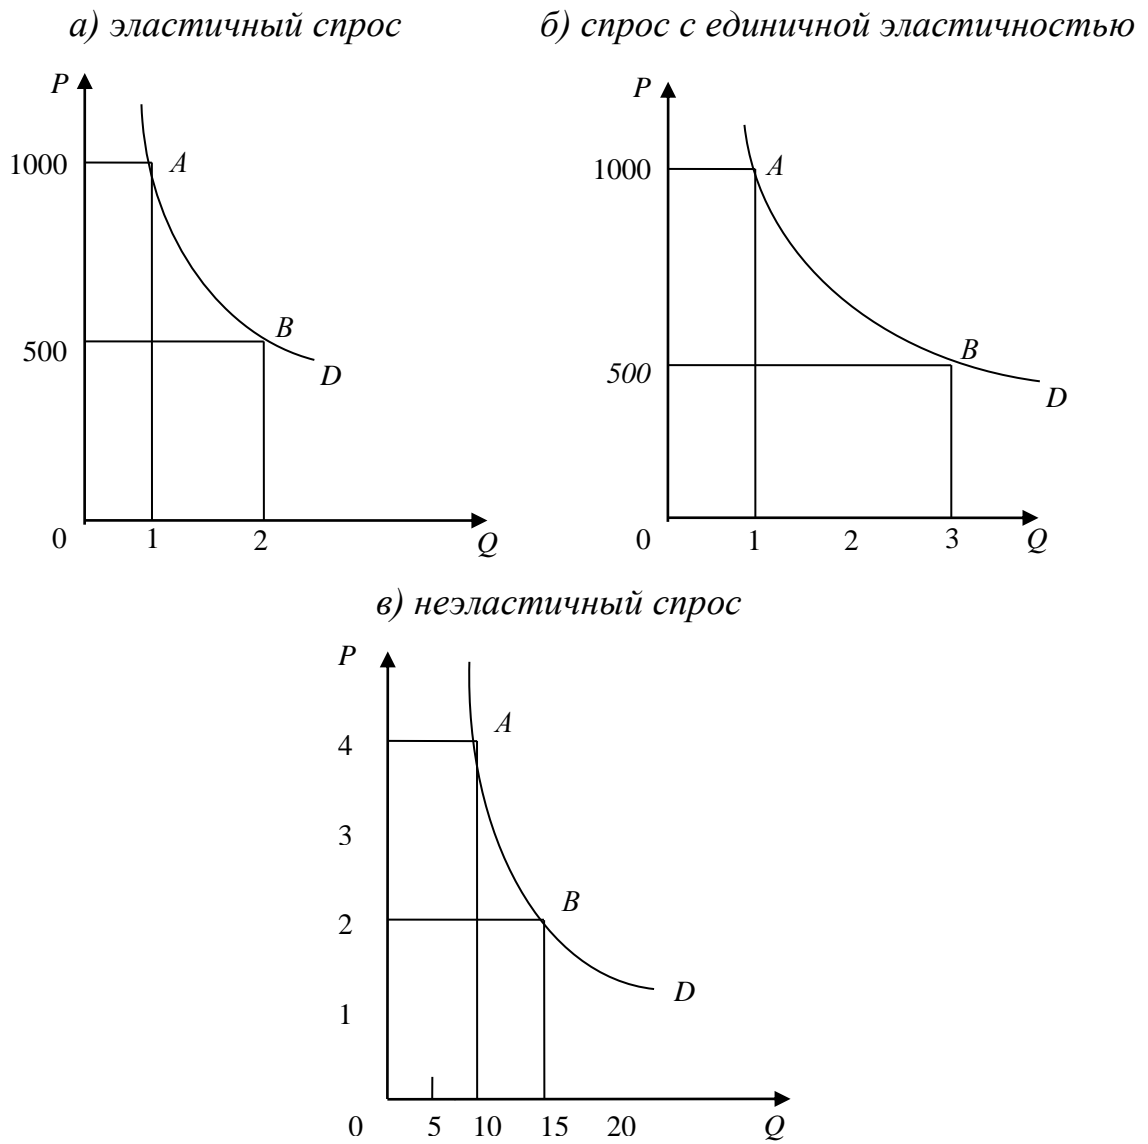 а) эластичный спрос
б) спрос с единичной эластичностью
P
1000
A
500
B
D
0
1
2
Q
P
1000
A
500
B
D
0
1
2
3
Q
в) неэластичный спрос
P
A
4
3
B
2
D
1
0
5
10
15
20
Q